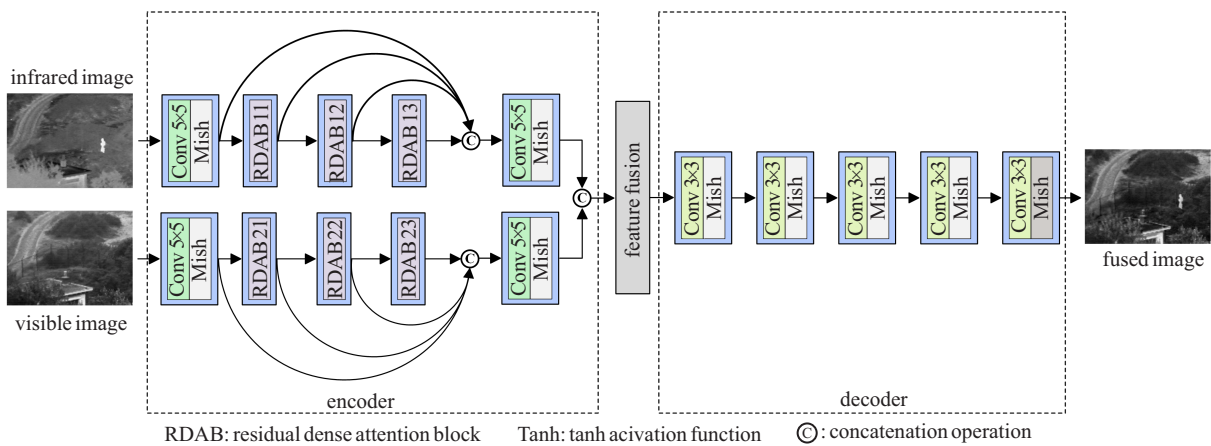 infrared image
Conv 5×5
Mish
RDAB11
RDAB12
RDAB13
C
Conv 5×5
Mish
visible image
Conv 5×5
Mish
RDAB21
RDAB22
RDAB23
C
Conv 5×5
Mish
C
encoder
feature fusion
Conv 3×3
Mish
Conv 3×3
Mish
Conv 3×3
Mish
Conv 3×3
Mish
Conv 3×3
Mish
decoder
fused image
RDAB: residual dense attention block
Tanh: tanh acivation function
C : concatenation operation